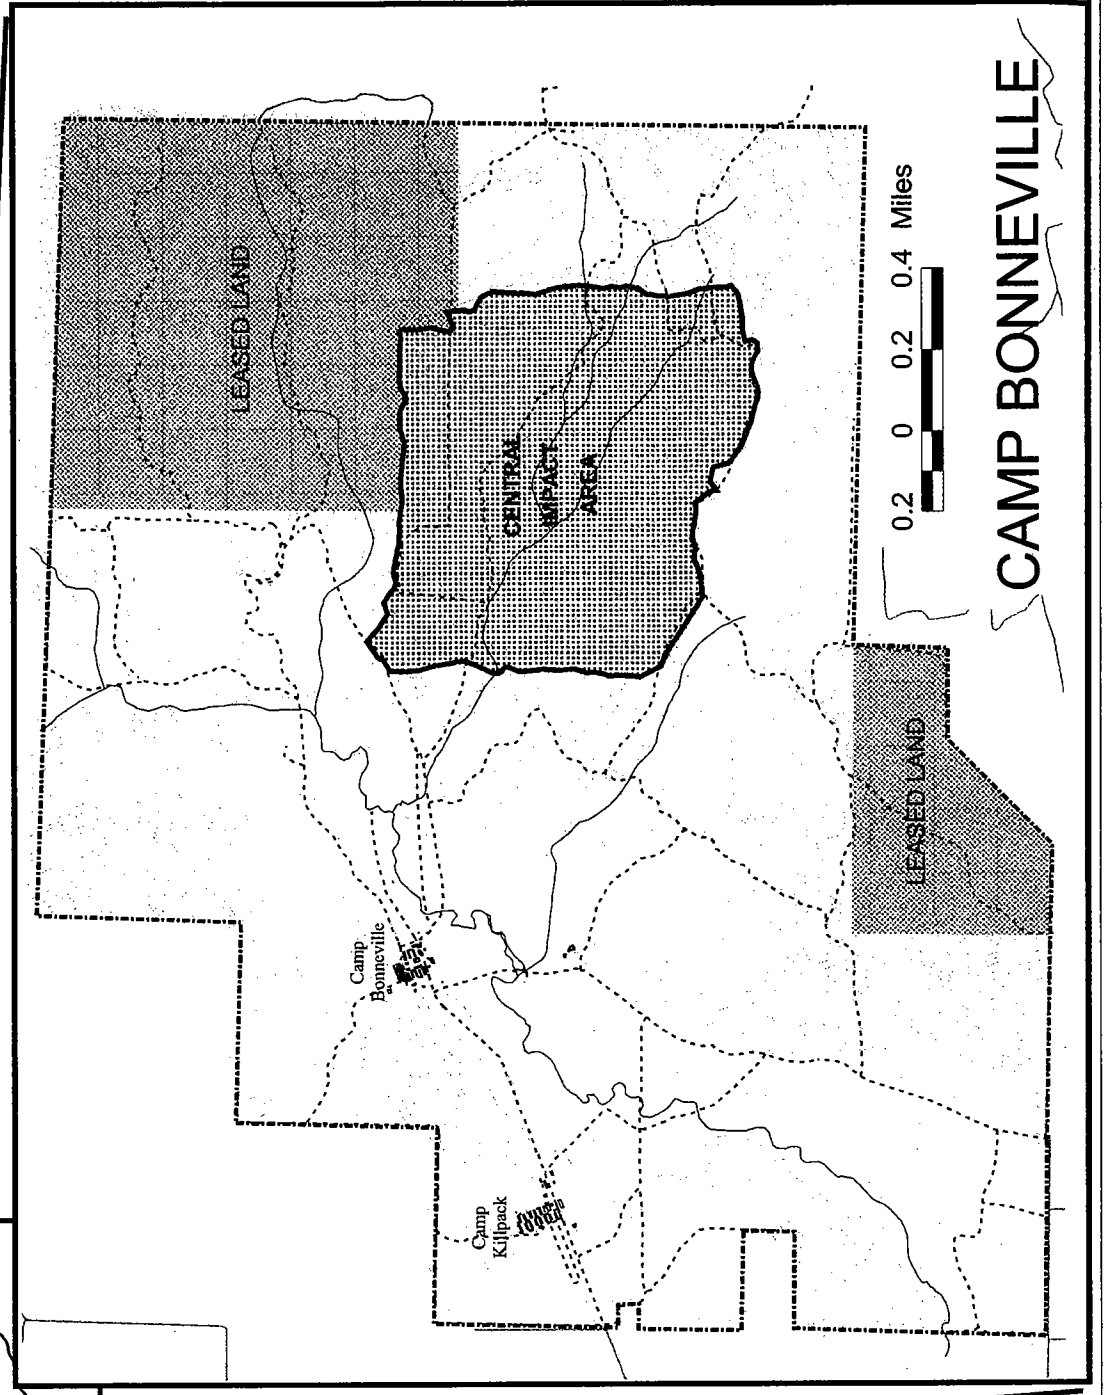 LEASED LAND
CENTRAL
IMPACT
AREA
Camp
Bonneville
Camp
Killpack
LEASED LAND
0.2 0 0.2 0.4 Miles
CAMP BONNEVILLE